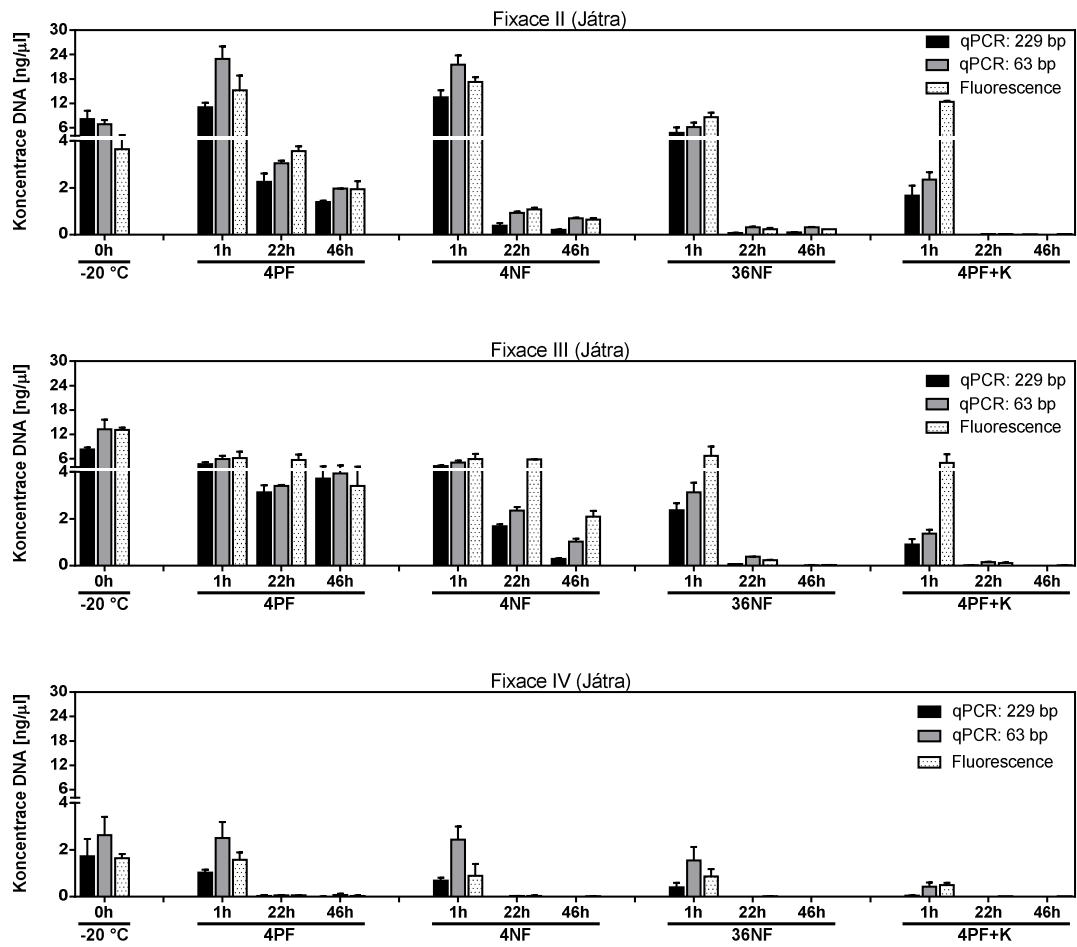 Fixace II (Játra)
Koncentrace DNA [ng/µl]
30
24
18
12
6
4
2
0
qPCR: 229 bp
qPCR: 63 bp
Fluorescence
0h 1h 22h 46h 1h 22h 46h 1h 22h 46h 1h 22h 46h
-20 °C 4PF 4NF 36NF 4PF+K
Fixace III (Játra)
Koncentrace DNA [ng/µl]
30
24
18
12
6
4
2
0
qPCR: 229 bp
qPCR: 63 bp
Fluorescence
0h 1h 22h 46h 1h 22h 46h 1h 22h 46h 1h 22h 46h
-20 °C 4PF 4NF 36NF 4PF+K
Fixace IV (Játra)
Koncentrace DNA [ng/µl]
30
24
18
12
6
4
2
0
qPCR: 229 bp
qPCR: 63 bp
Fluorescence
0h 1h 22h 46h 1h 22h 46h 1h 22h 46h 1h 22h 46h
-20 °C 4PF 4NF 36NF 4PF+K